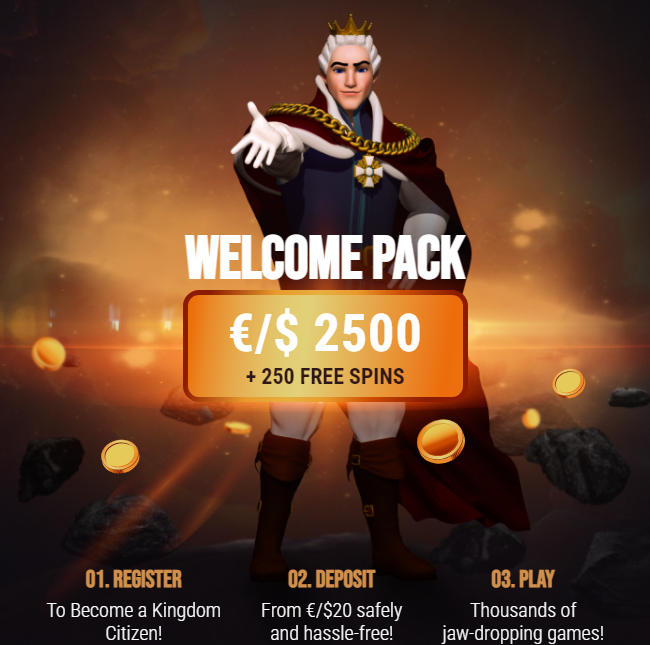 WELCOME PACK
€/$ 2500
+ 250 FREE SPINS
01. REGISTER
To Become a Kingdom
Citizen!
02. DEPOSIT
From €/$20 safely
and hassle-free!
03. PLAY
Thousands of
jaw-dropping games!